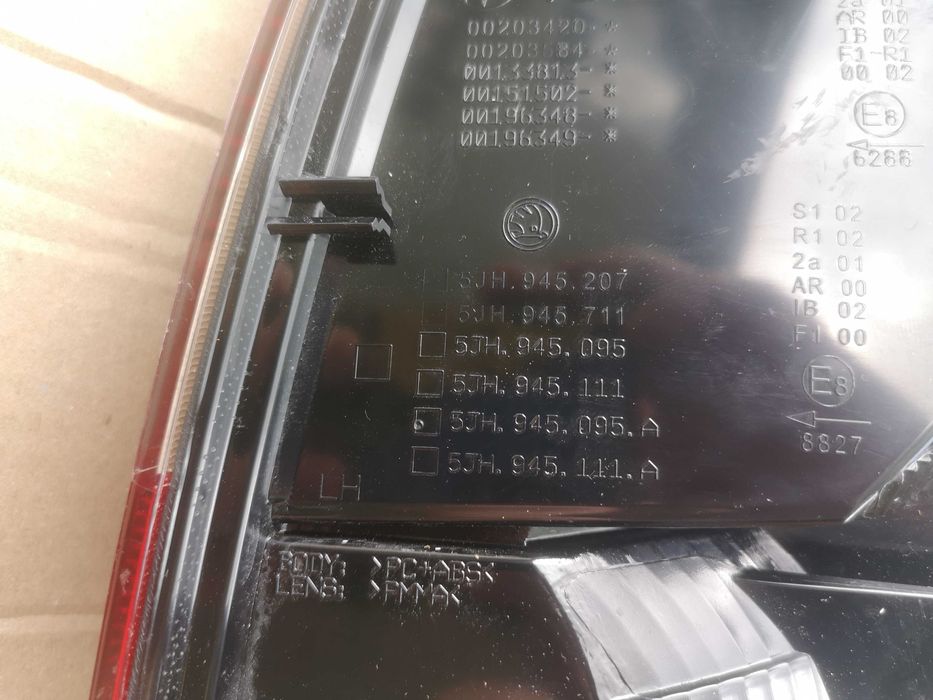 00203420-*
00203684-*
00133813-*
00151502-*
00196348-*
00196349-*
AR 00
IB 02
F1-R1
00 02
E8
6288
S1 02
R1 02
2a 01
AR 00
IB 02
F1 00
E8
8827
5JH.945.207
5JH.945.711
5JH.945.095
5JH.945.111
5JH.945.095.A
5JH.945.111.A
LH
BODY: >PC+ABS<
LENS: >PMMA<